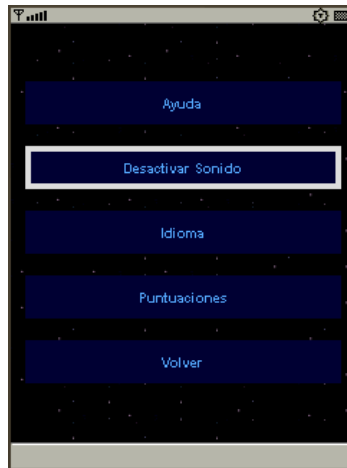 Ayuda
Desactivar Sonido
Idioma
Puntuaciones
Volver